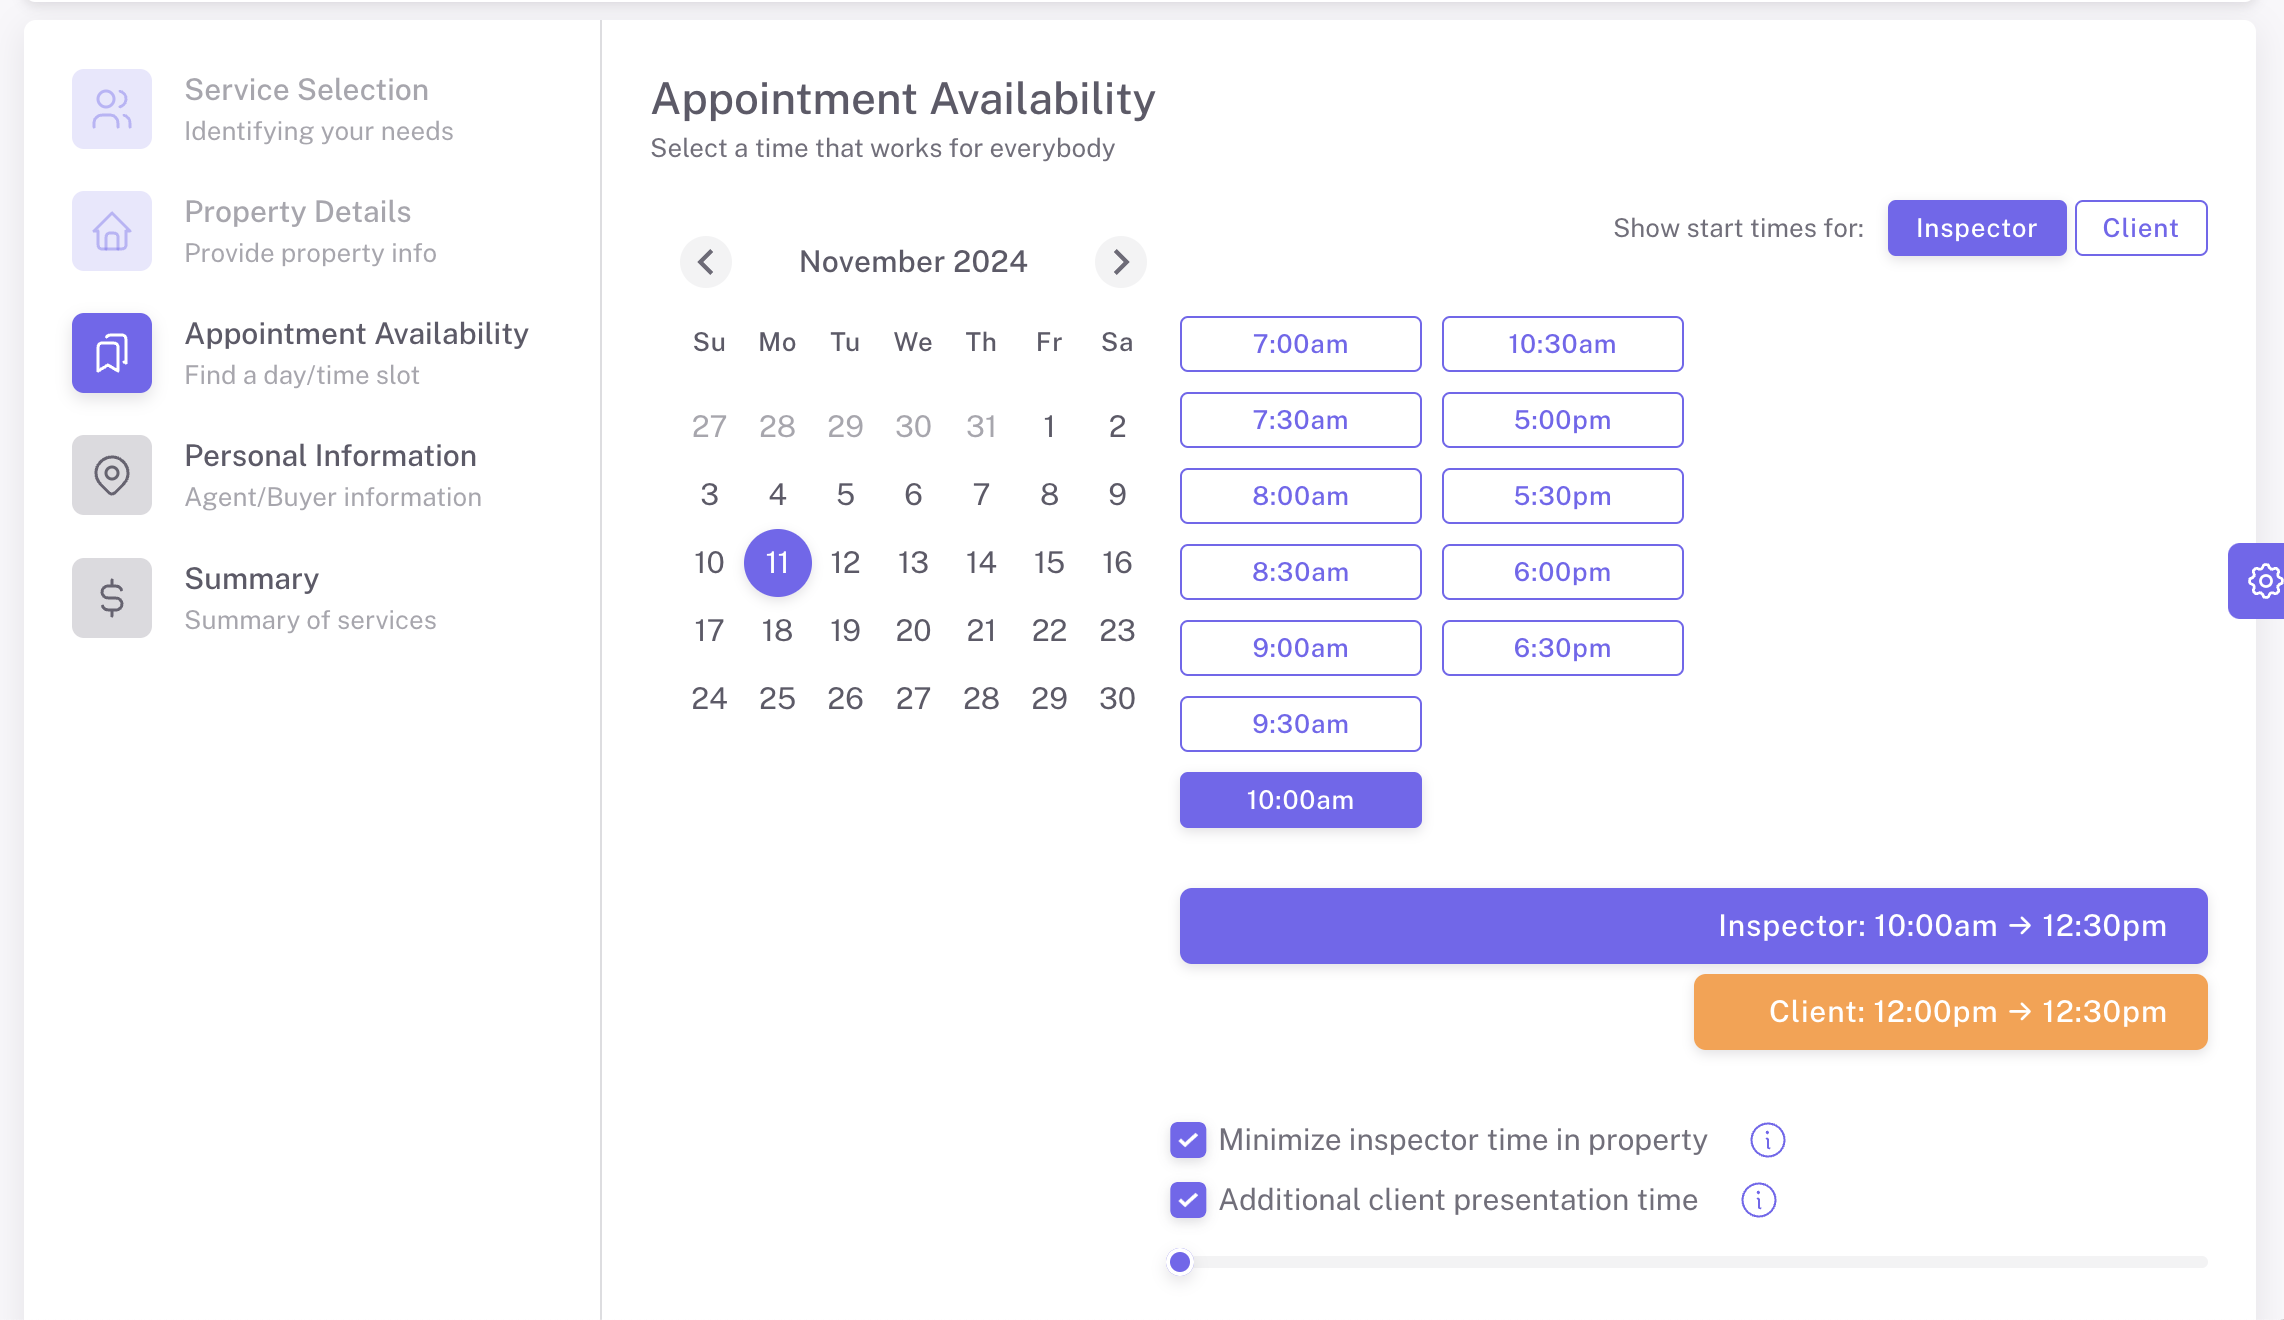 Service Selection
Identifying your needs
Property Details
Provide property info
Appointment Availability
Find a day/time slot
Personal Information
Agent/Buyer information
Summary
Summary of services
Appointment Availability
Select a time that works for everybody
Show start times for: Inspector Client
November 2024
Su Mo Tu We Th Fr Sa
27 28 29 30 31 1 2
3 4 5 6 7 8 9
10 11 12 13 14 15 16
17 18 19 20 21 22 23
24 25 26 27 28 29 30
7:00am 10:30am
7:30am 5:00pm
8:00am 5:30pm
8:30am 6:00pm
9:00am 6:30pm
9:30am
10:00am
Inspector: 10:00am → 12:30pm
Client: 12:00pm → 12:30pm
Minimize inspector time in property
Additional client presentation time